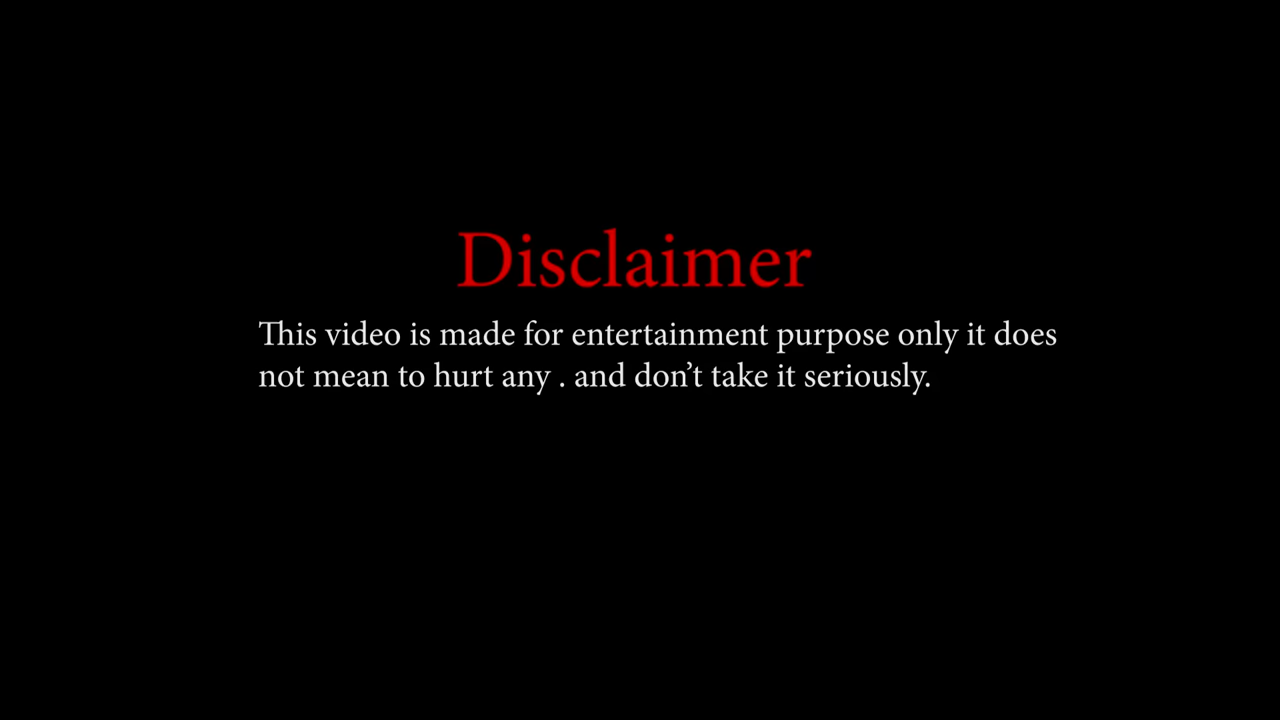 Disclaimer
This video is made for entertainment purpose only it does
not mean to hurt any . and don’t take it seriously.